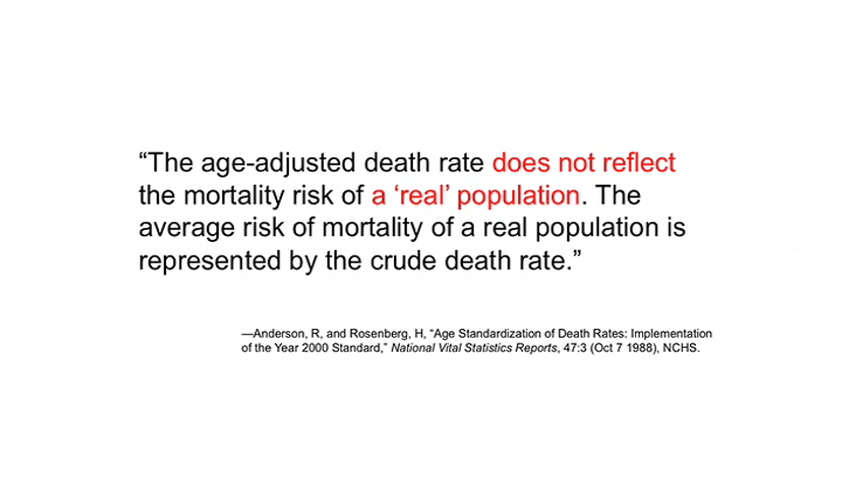 “The age-adjusted death rate does not reflect
the mortality risk of a ‘real’ population. The
average risk of mortality of a real population is
represented by the crude death rate.”
—Anderson, R, and Rosenberg, H, “Age Standardization of Death Rates: Implementation
of the Year 2000 Standard,” National Vital Statistics Reports, 47:3 (Oct 7 1988), NCHS.